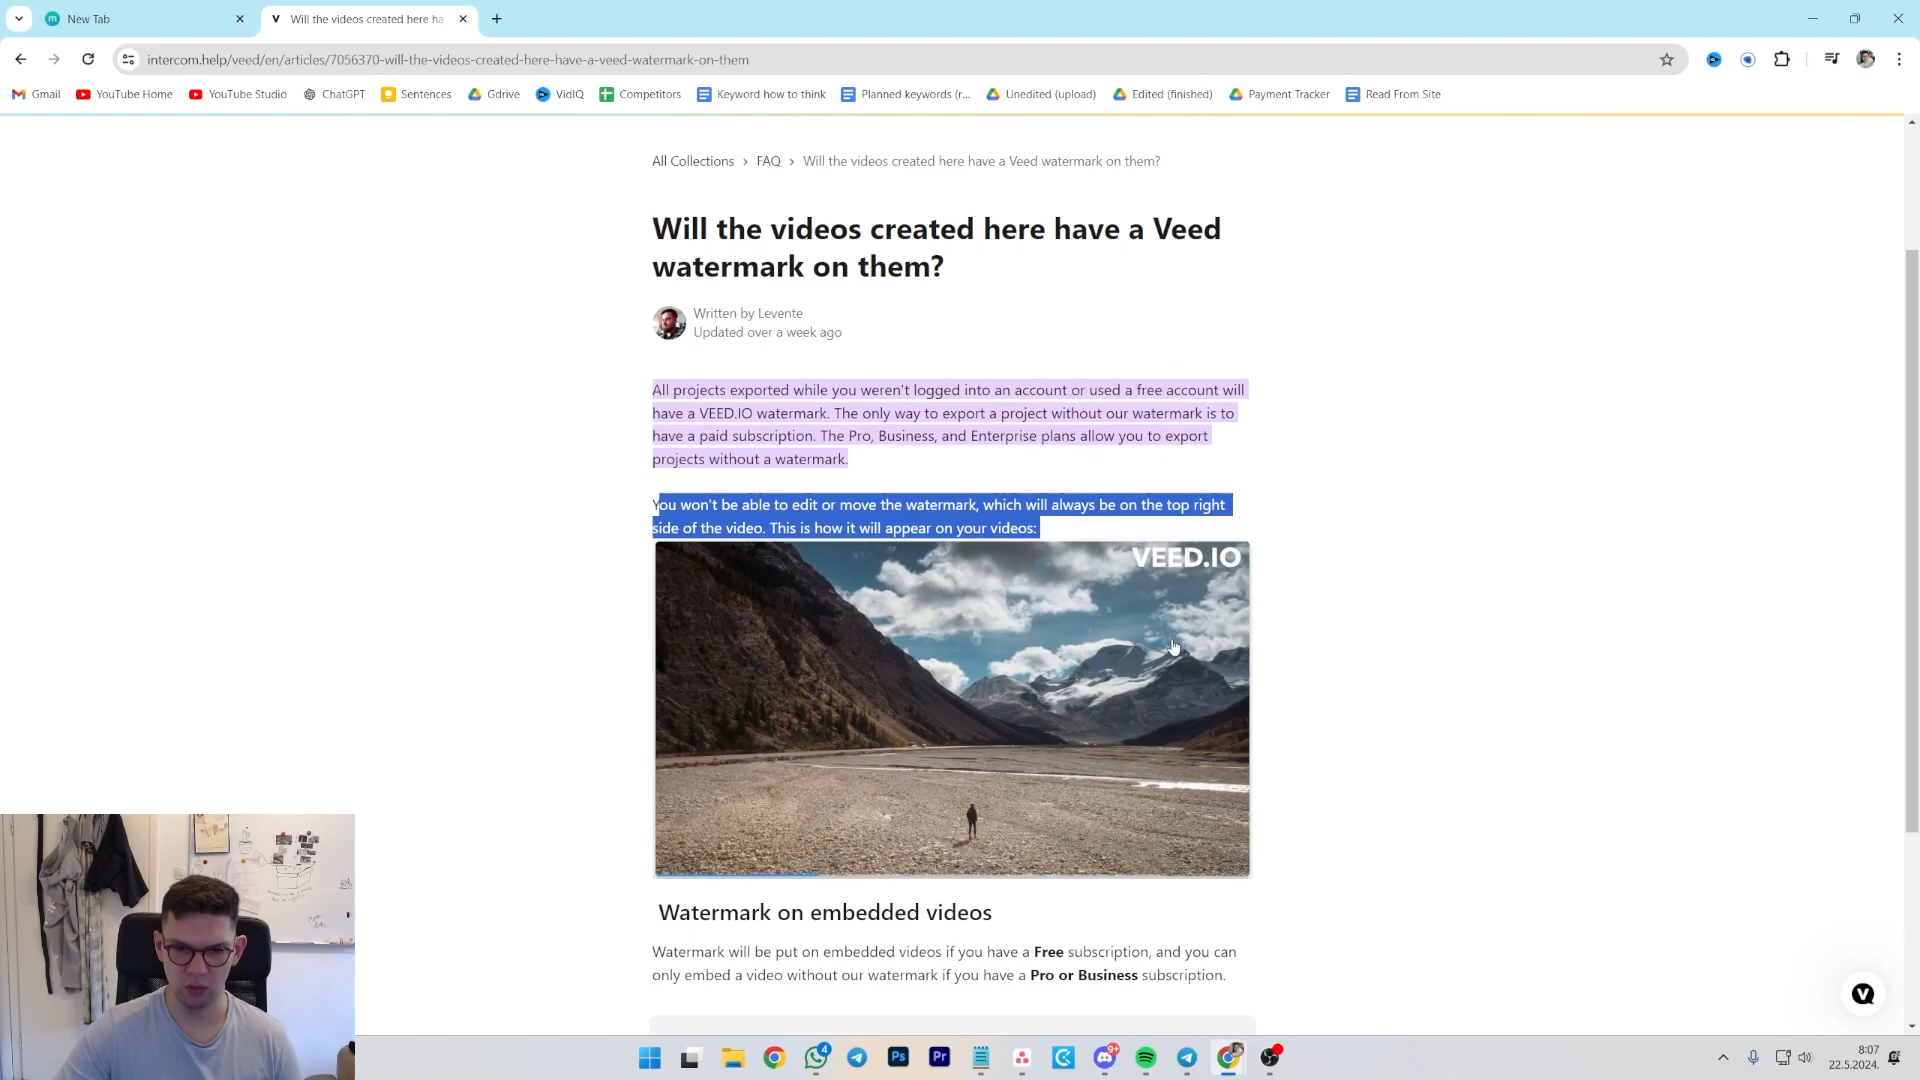 New Tab
Will the videos created here ha
intercom.help/veed/en/articles/7056370-will-the-videos-created-here-have-a-veed-watermark-on-them
Gmail YouTube Home YouTube Studio ChatGPT Sentences Gdrive VidIQ Competitors Keyword how to think Planned keywords (r... Unedited (upload) Edited (finished) Payment Tracker Read From Site
All Collections > FAQ > Will the videos created here have a Veed watermark on them?
Will the videos created here have a Veed
watermark on them?
Written by Levente
Updated over a week ago
All projects exported while you weren't logged into an account or used a free account will
have a VEED.IO watermark. The only way to export a project without our watermark is to
have a paid subscription. The Pro, Business, and Enterprise plans allow you to export
projects without a watermark.
You won't be able to edit or move the watermark, which will always be on the top right
side of the video. This is how it will appear on your videos:
VEED.IO
Watermark on embedded videos
Watermark will be put on embedded videos if you have a Free subscription, and you can
only embed a video without our watermark if you have a Pro or Business subscription.
4
Ps
Pr
9+
8:07
22.5.2024.